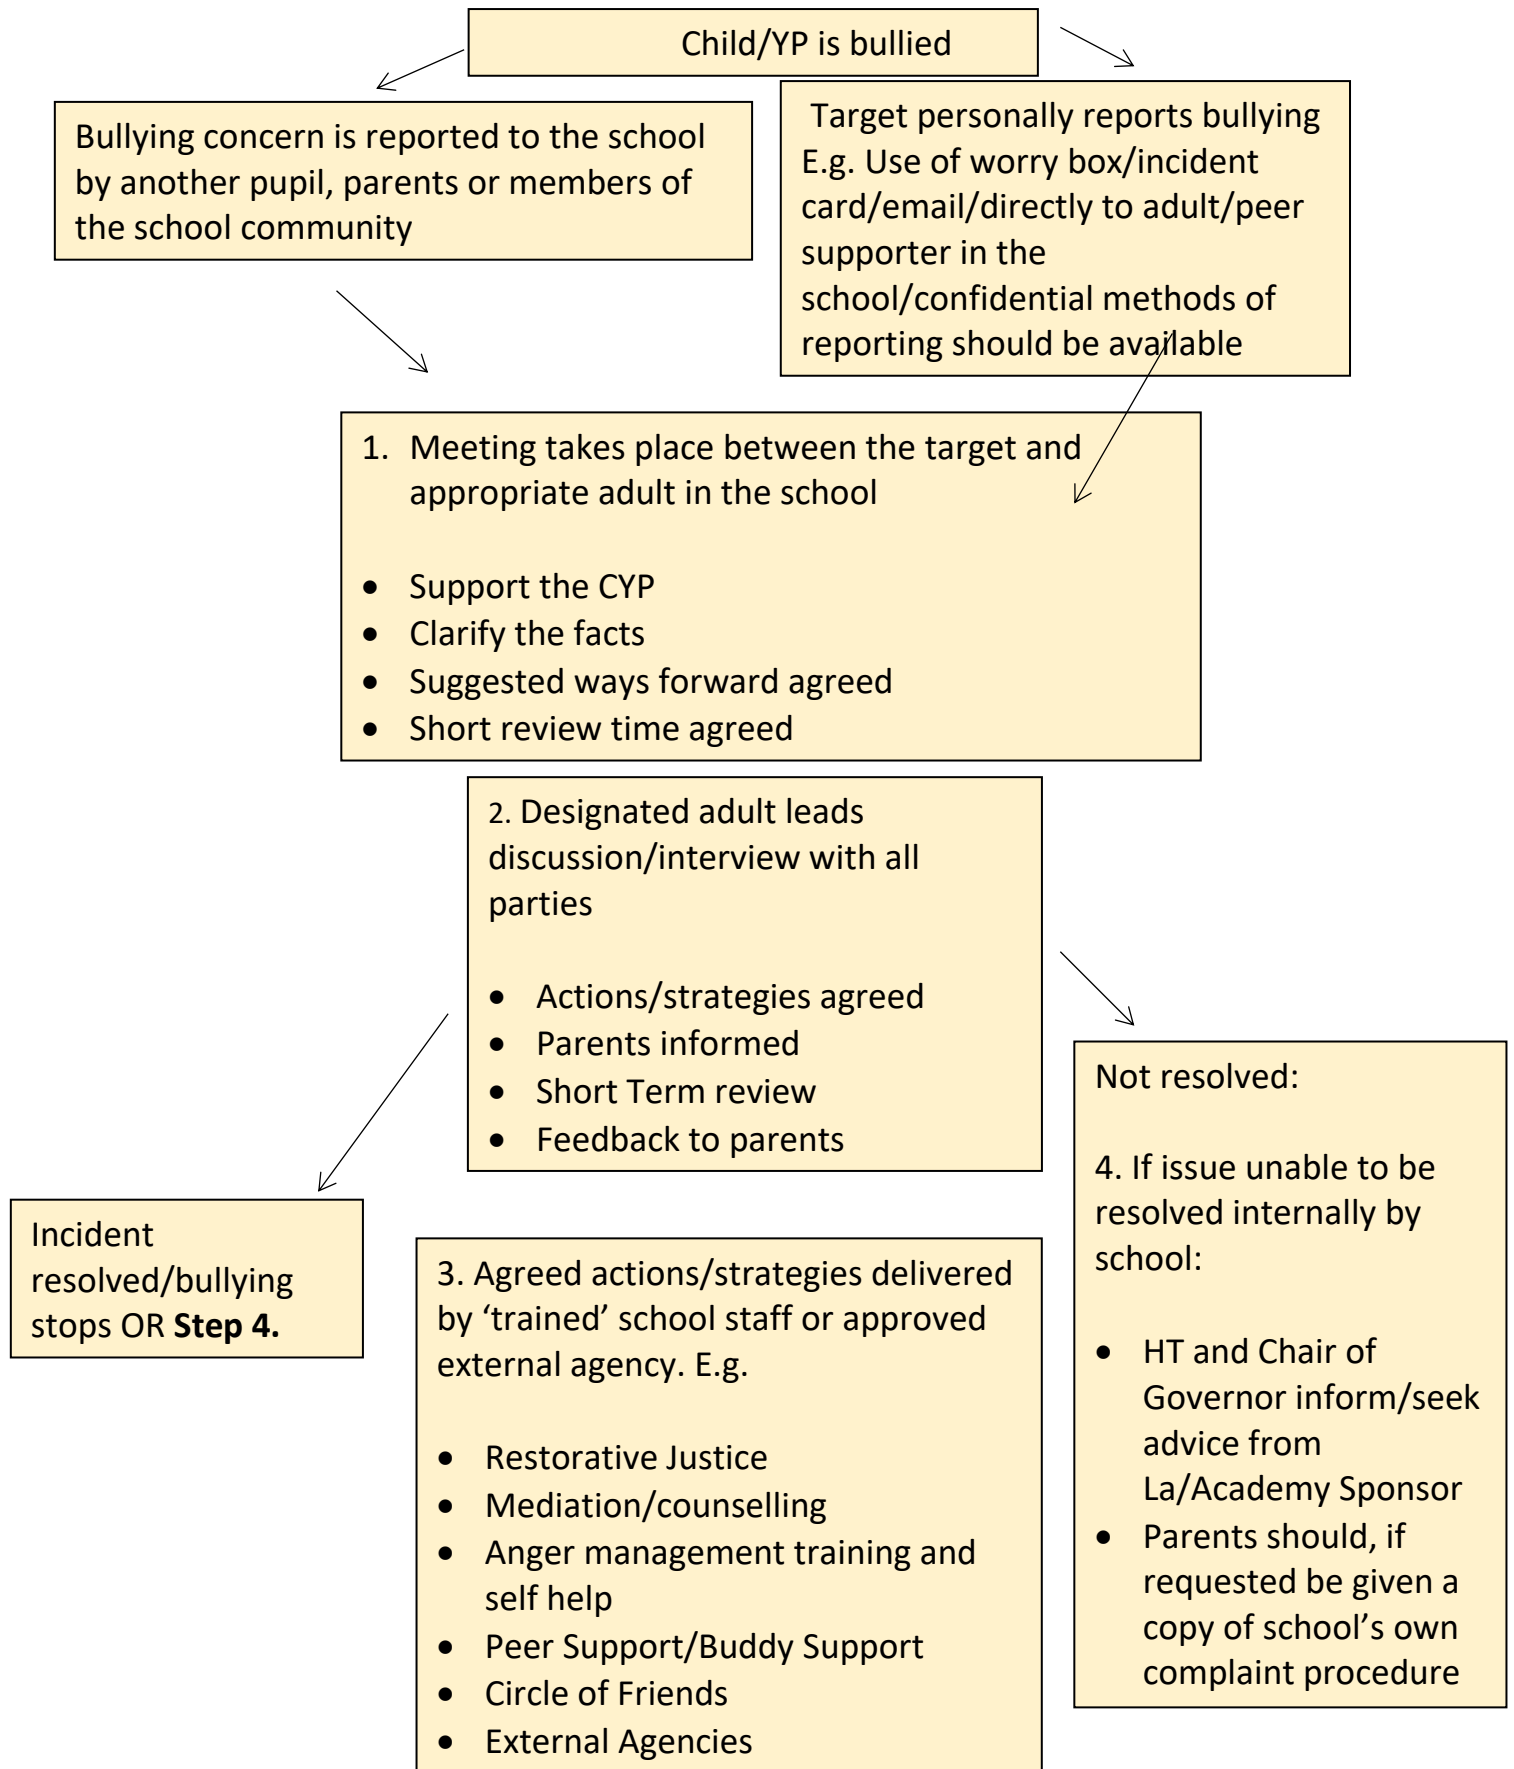 Child/YP is bullied
Bullying concern is reported to the school
by another pupil, parents or members of
the school community
Target personally reports bullying
E.g. Use of worry box/incident
card/email/directly to adult/peer
supporter in the
school/confidential methods of
reporting should be available
1. Meeting takes place between the target and
appropriate adult in the school
• Support the CYP
• Clarify the facts
• Suggested ways forward agreed
• Short review time agreed
2. Designated adult leads
discussion/interview with all
parties
• Actions/strategies agreed
• Parents informed
• Short Term review
• Feedback to parents
Incident
resolved/bullying
stops OR Step 4.
3. Agreed actions/strategies delivered
by ‘trained’ school staff or approved
external agency. E.g.
• Restorative Justice
• Mediation/counselling
• Anger management training and
self help
• Peer Support/Buddy Support
• Circle of Friends
• External Agencies
Not resolved:
4. If issue unable to be
resolved internally by
school:
• HT and Chair of
Governor inform/seek
advice from
La/Academy Sponsor
• Parents should, if
requested be given a
copy of school’s own
complaint procedure